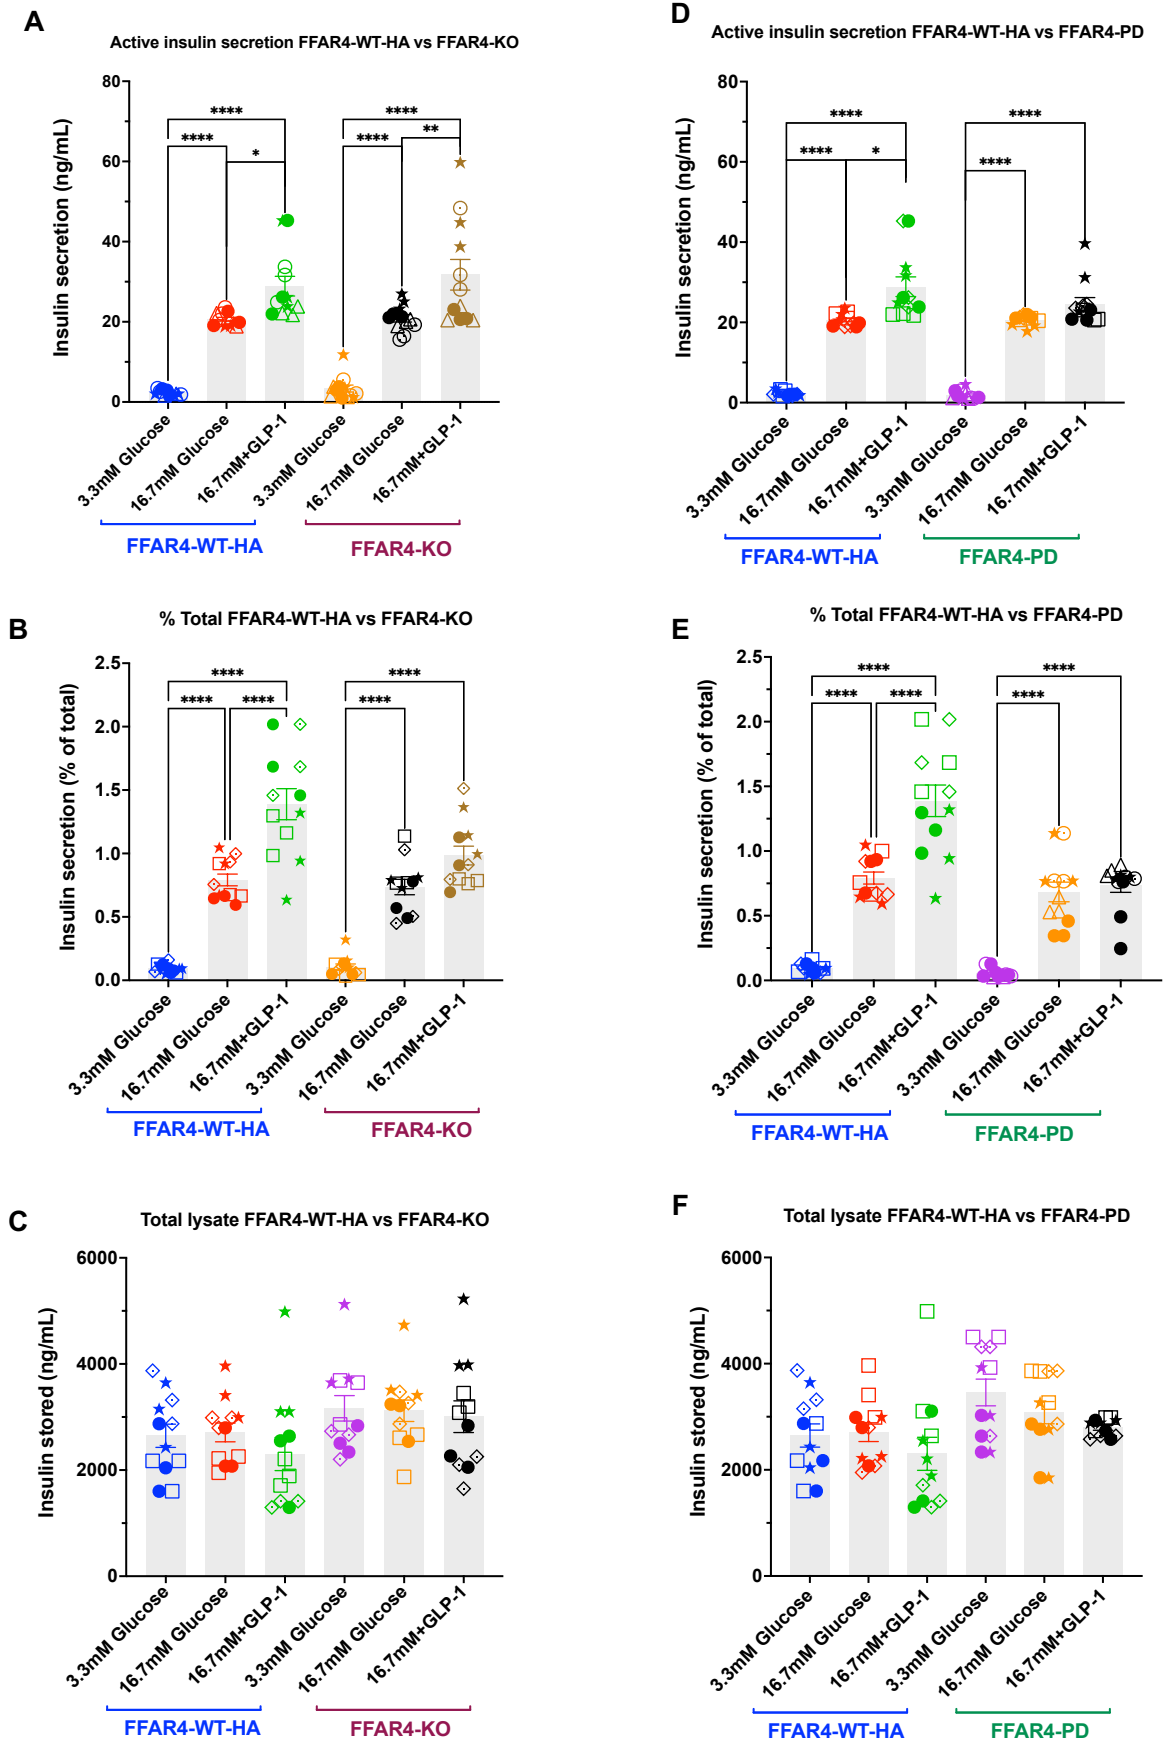 A
Active insulin secretion FFAR4-WT-HA vs FFAR4-KO
Insulin secretion (ng/mL)
80
60
40
20
0
****
****
*
****
****
**
3.3mM Glucose
16.7mM Glucose
16.7mM+GLP-1
3.3mM Glucose
16.7mM Glucose
16.7mM+GLP-1
FFAR4-WT-HA
FFAR4-KO
D
Active insulin secretion FFAR4-WT-HA vs FFAR4-PD
Insulin secretion (ng/mL)
80
60
40
20
0
****
****
*
****
****
3.3mM Glucose
16.7mM Glucose
16.7mM+GLP-1
3.3mM Glucose
16.7mM Glucose
16.7mM+GLP-1
FFAR4-WT-HA
FFAR4-PD
B
% Total FFAR4-WT-HA vs FFAR4-KO
Insulin secretion (% of total)
2.5
2.0
1.5
1.0
0.5
0.0
****
****
****
****
****
3.3mM Glucose
16.7mM Glucose
16.7mM+GLP-1
3.3mM Glucose
16.7mM Glucose
16.7mM+GLP-1
FFAR4-WT-HA
FFAR4-KO
E
% Total FFAR4-WT-HA vs FFAR4-PD
Insulin secretion (% of total)
2.5
2.0
1.5
1.0
0.5
0.0
****
****
****
****
****
3.3mM Glucose
16.7mM Glucose
16.7mM+GLP-1
3.3mM Glucose
16.7mM Glucose
16.7mM+GLP-1
FFAR4-WT-HA
FFAR4-PD
C
Total lysate FFAR4-WT-HA vs FFAR4-KO
Insulin stored (ng/mL)
6000
4000
2000
0
3.3mM Glucose
16.7mM Glucose
16.7mM+GLP-1
3.3mM Glucose
16.7mM Glucose
16.7mM+GLP-1
FFAR4-WT-HA
FFAR4-KO
F
Total lysate FFAR4-WT-HA vs FFAR4-PD
Insulin stored (ng/mL)
6000
4000
2000
0
3.3mM Glucose
16.7mM Glucose
16.7mM+GLP-1
3.3mM Glucose
16.7mM Glucose
16.7mM+GLP-1
FFAR4-WT-HA
FFAR4-PD